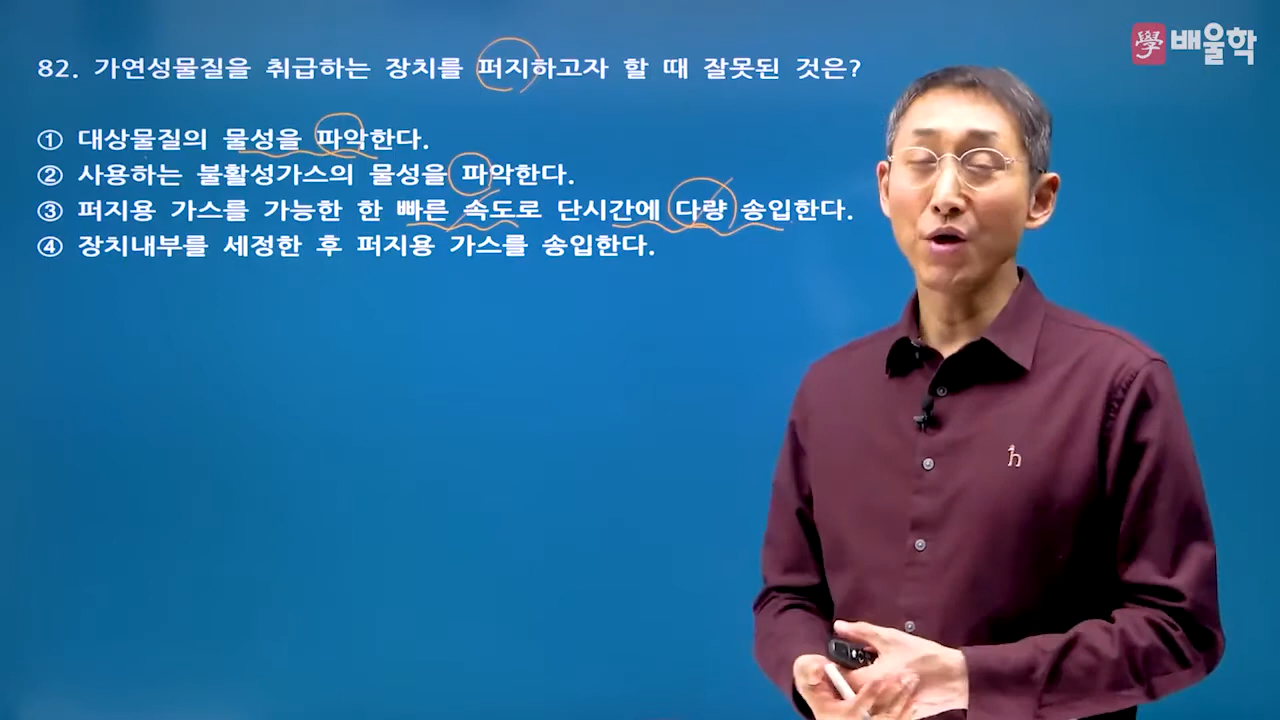 學 배울학
82. 가연성물질을 취급하는 장치를 퍼지하고자 할 때 잘못된 것은?
① 대상물질의 물성을 파악한다.
② 사용하는 불활성가스의 물성을 파악한다.
③ 퍼지용 가스를 가능한 한 빠른 속도로 단시간에 다량 송입한다.
④ 장치내부를 세정한 후 퍼지용 가스를 송입한다.